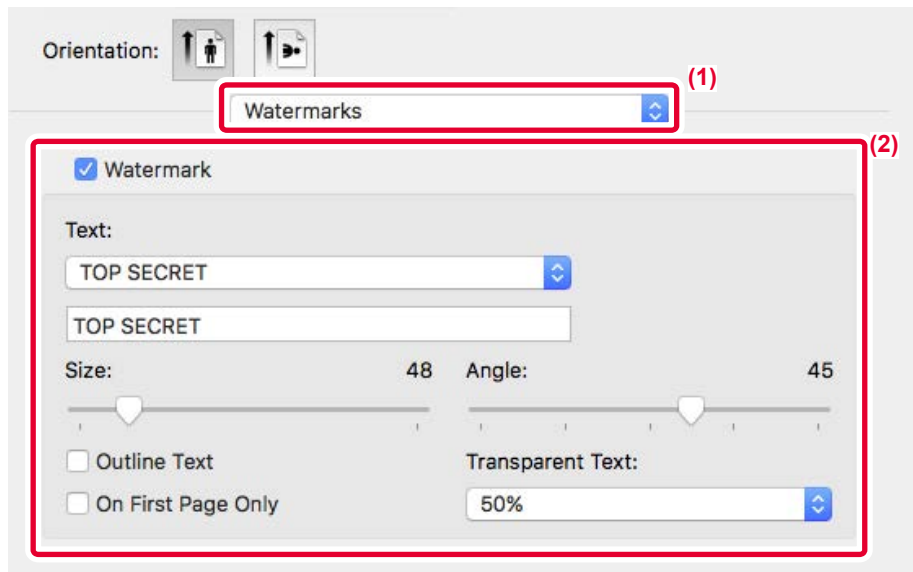 Orientation:
(1)
Watermarks
(2)
Watermark
Text:
TOP SECRET
TOP SECRET
Size: 48 Angle: 45
Outline Text Transparent Text:
On First Page Only 50%